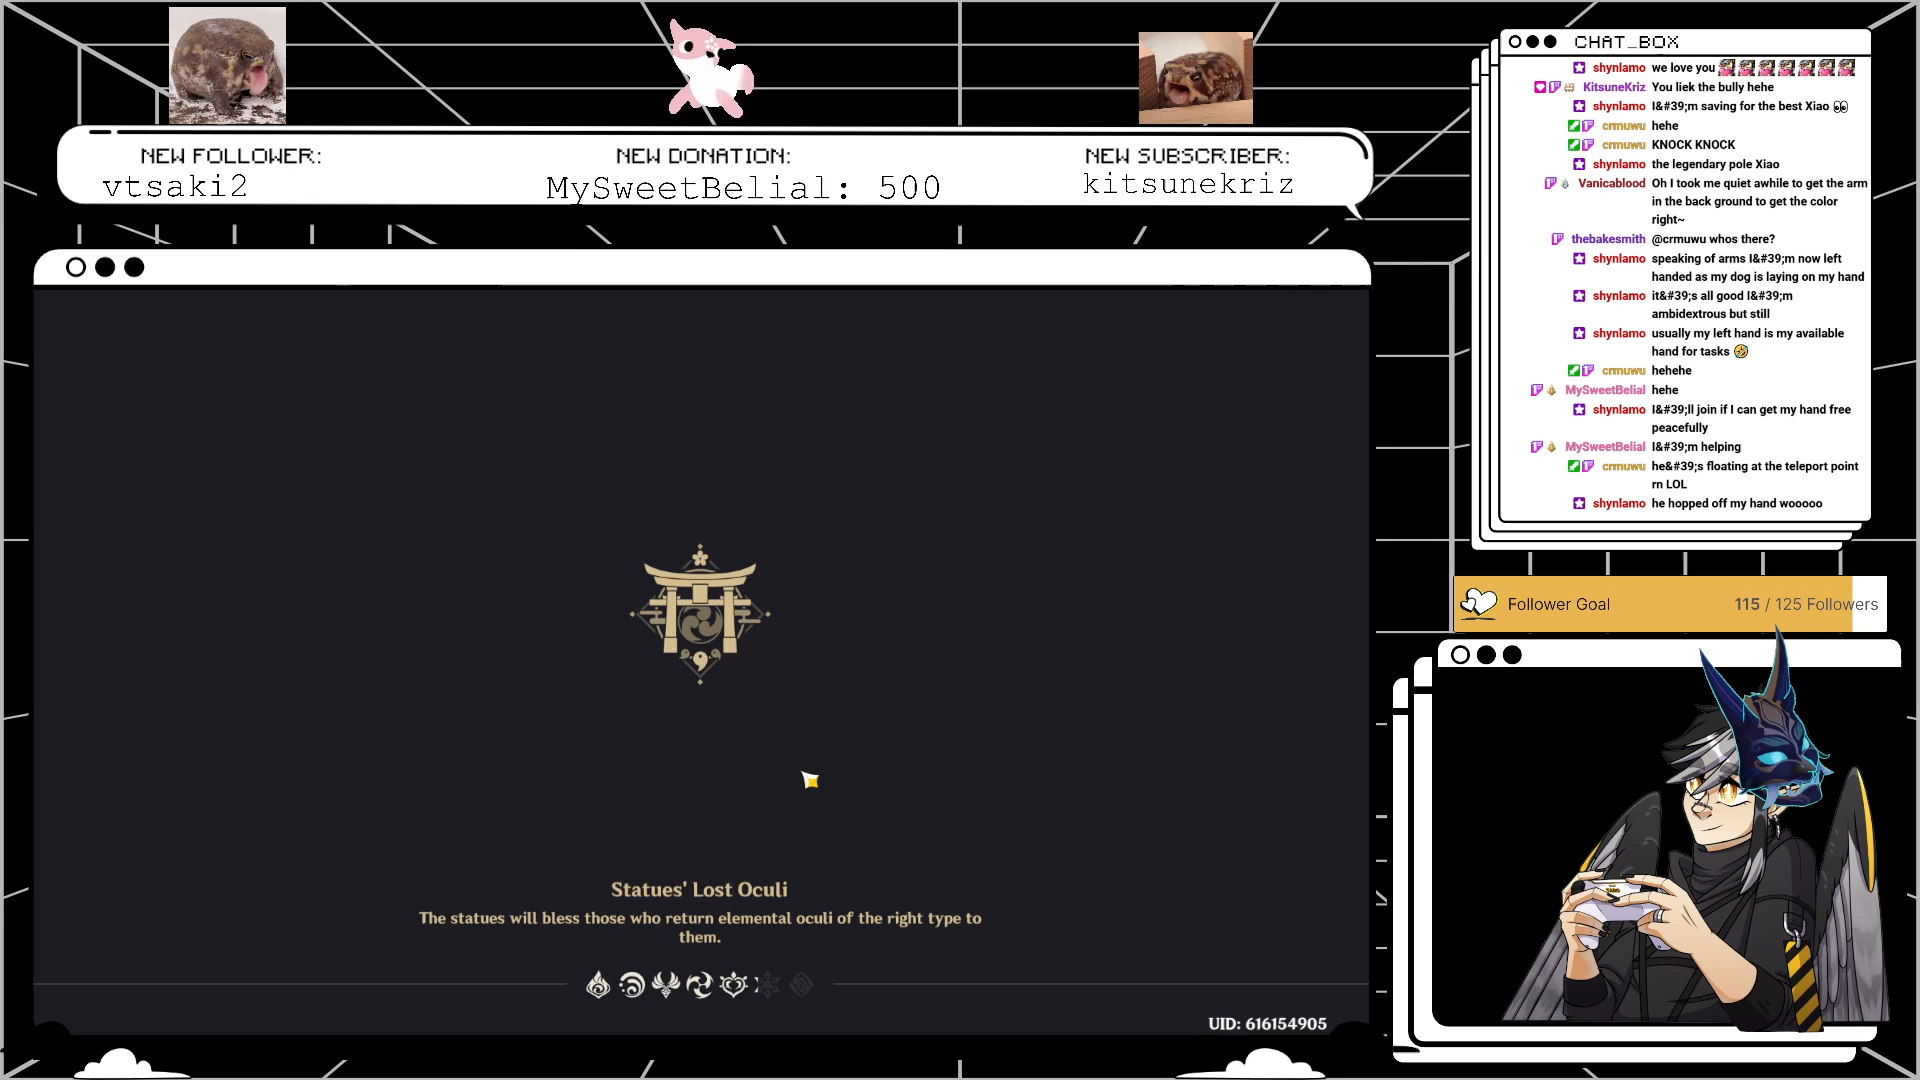 NEW FOLLOWER:
vtsaki2
NEW DONATION:
MySweetBelial: 500
NEW SUBSCRIBER:
kitsunekriz
CHAT_BOX
shynlamo we love you
KitsuneKriz You liek the bully hehe
shynlamo I&#39;m saving for the best Xiao 👀
crmuwu hehe
crmuwu KNOCK KNOCK
shynlamo the legendary pole Xiao
Vanicablood Oh I took me quiet awhile to get the arm
in the back ground to get the color
right~
thebakesmith @crmuwu whos there?
shynlamo speaking of arms I&#39;m now left
handed as my dog is laying on my hand
shynlamo it&#39;s all good I&#39;m
ambidextrous but still
shynlamo usually my left hand is my available
hand for tasks 🤣
crmuwu hehehe
MySweetBelial hehe
shynlamo I&#39;ll join if I can get my hand free
peacefully
MySweetBelial I&#39;m helping
crmuwu he&#39;s floating at the teleport point
rn LOL
shynlamo he hopped off my hand wooooo
Follower Goal 115 / 125 Followers
Statues' Lost Oculi
The statues will bless those who return elemental oculi of the right type to
them.
UID: 616154905